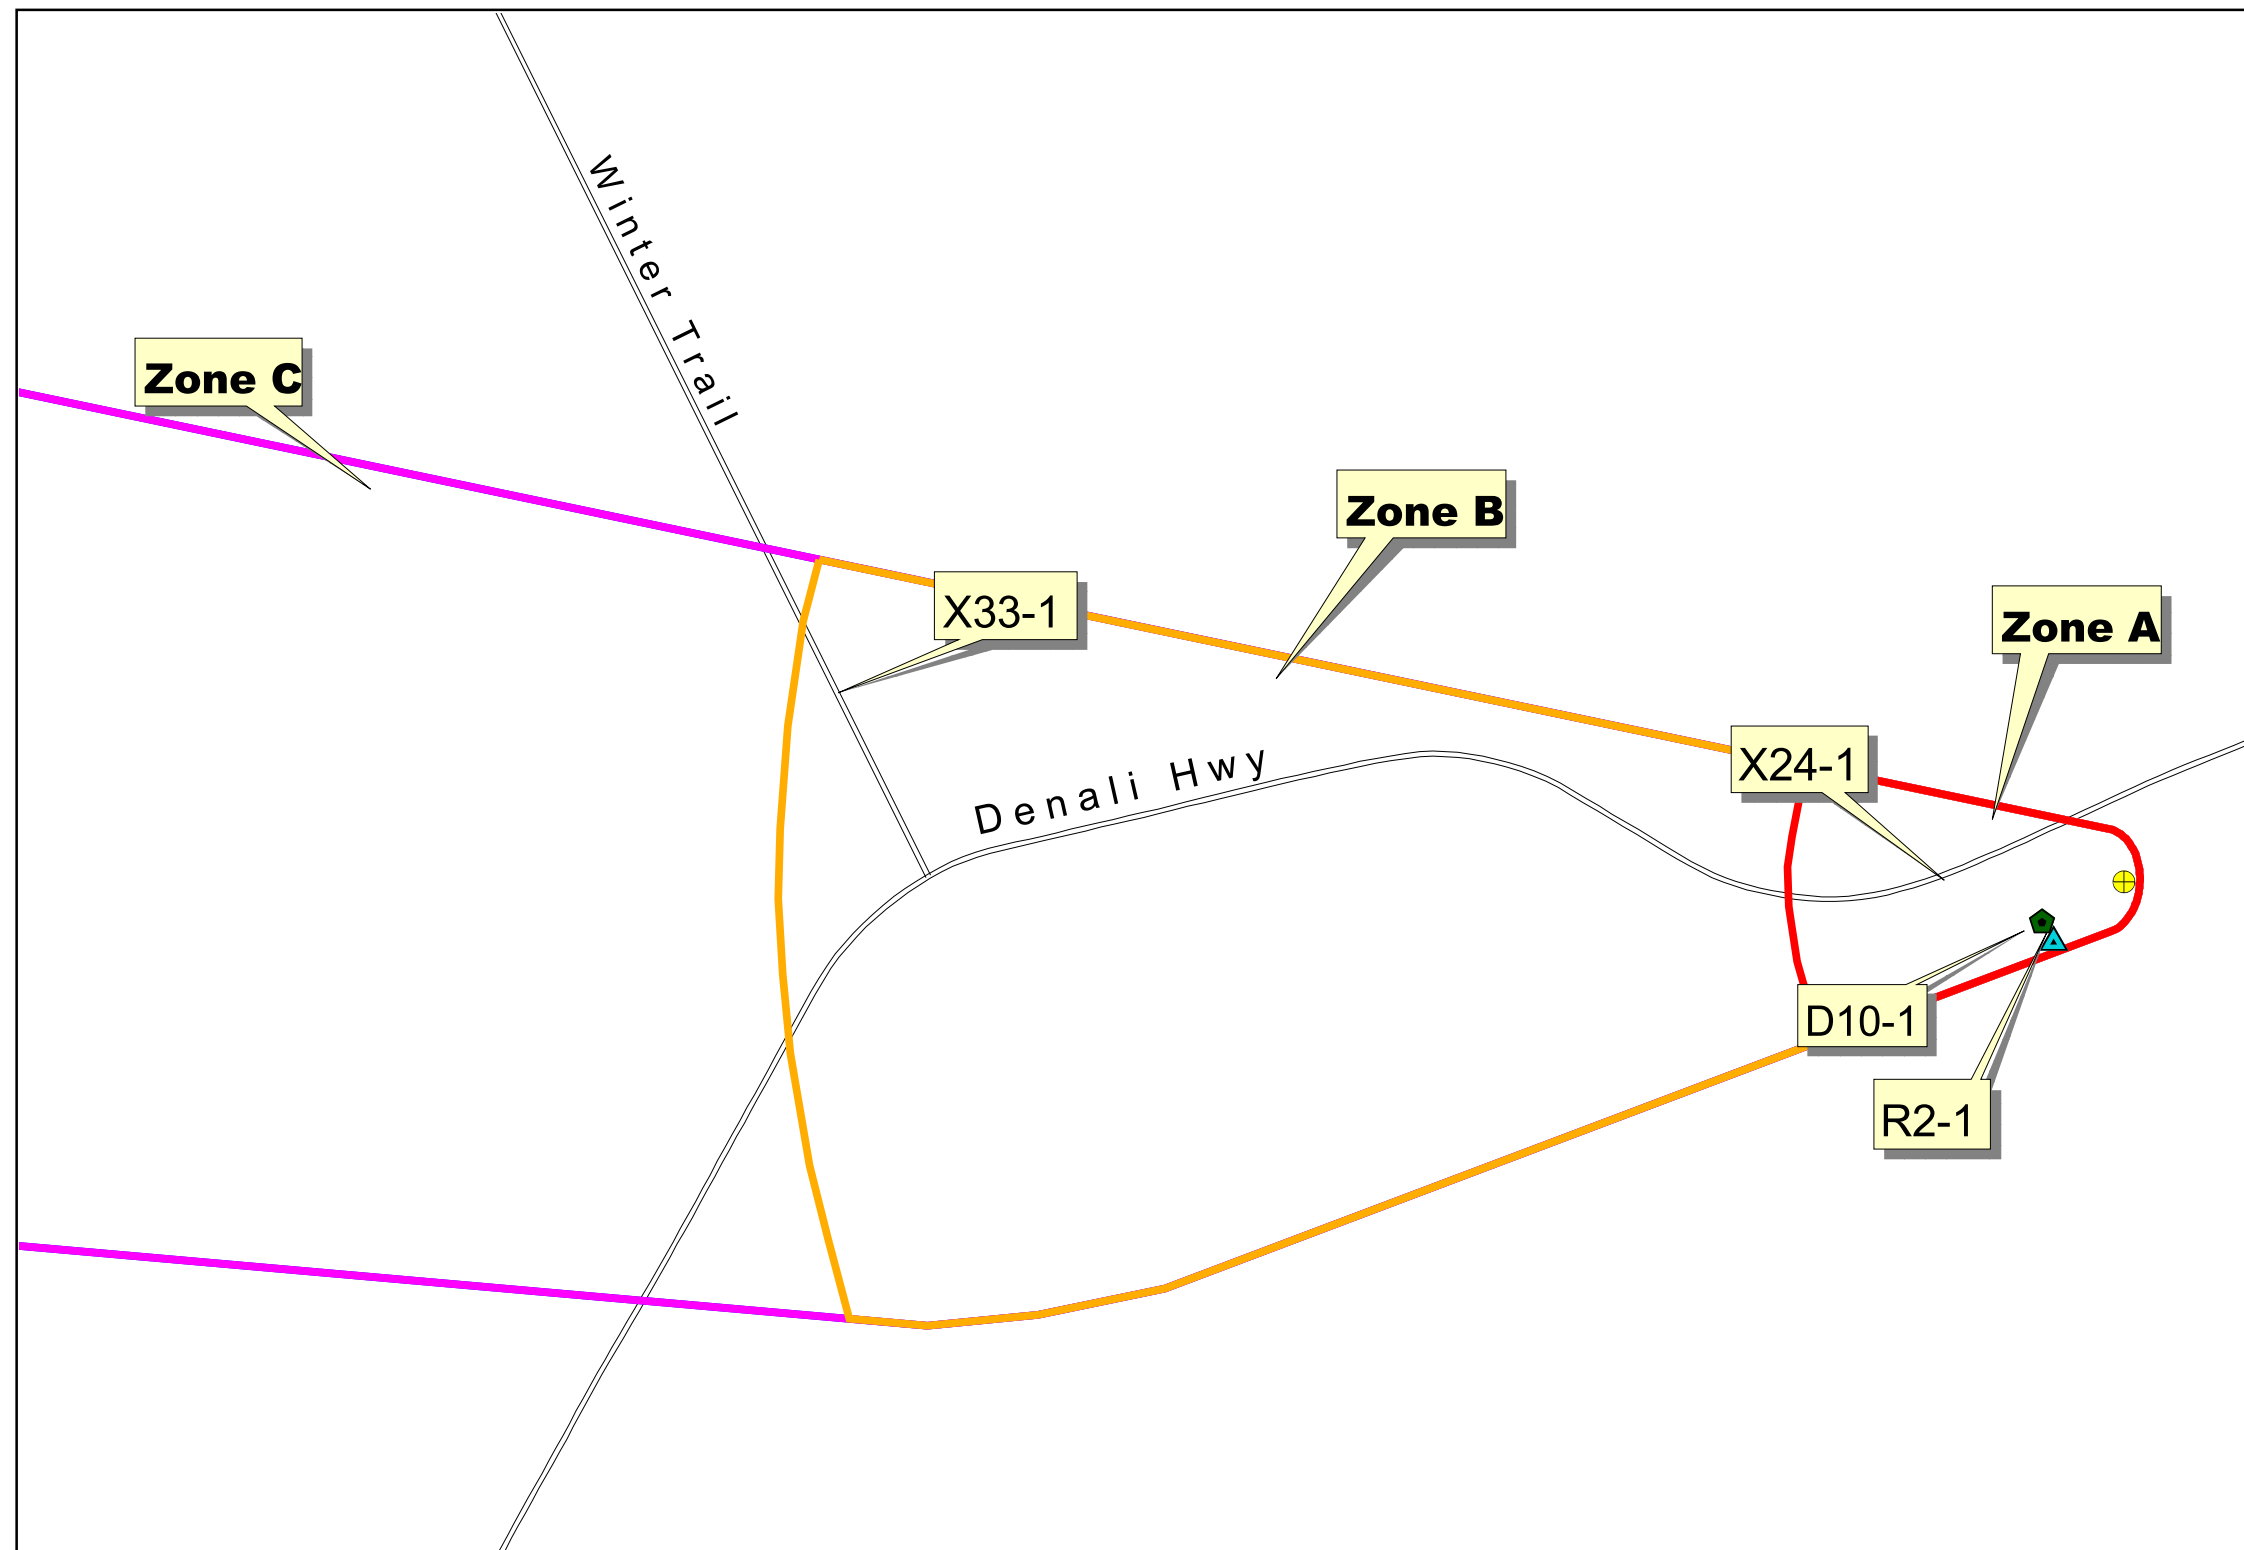 Winter Trail
Zone C
Zone B
X33-1
Zone A
X24-1
Denali Hwy
D10-1
R2-1